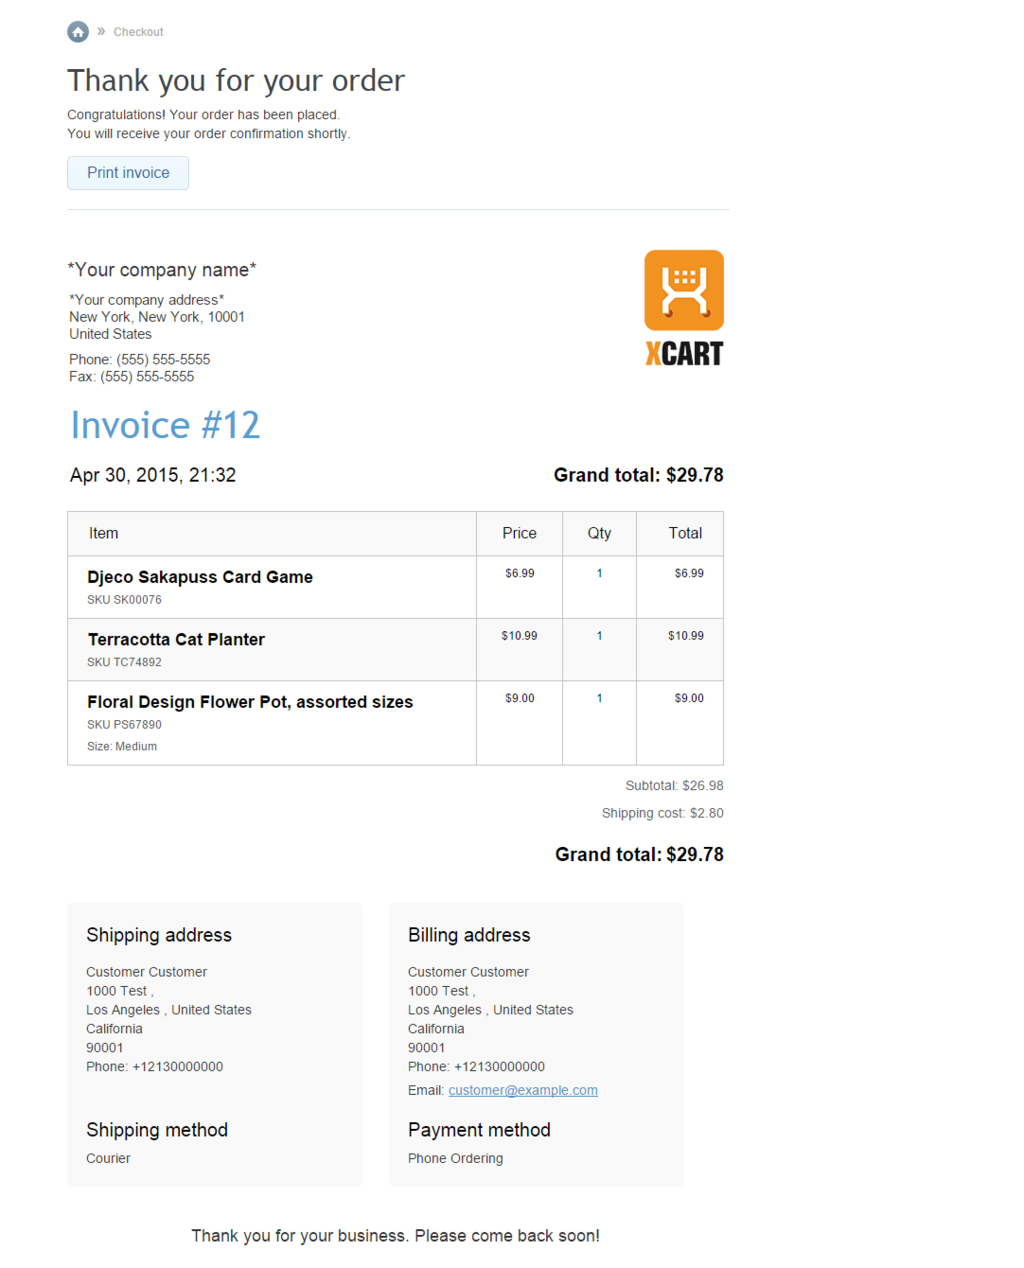 » Checkout
Thank you for your order
Congratulations! Your order has been placed.
You will receive your order confirmation shortly.
Print invoice
*Your company name*
*Your company address*
New York, New York, 10001
United States
Phone: (555) 555-5555
Fax: (555) 555-5555
XCART
Invoice #12
Apr 30, 2015, 21:32 Grand total: $29.78
Item Price Qty Total
Djeco Sakapuss Card Game $6.99 1 $6.99
SKU SK00076
Terracotta Cat Planter $10.99 1 $10.99
SKU TC74892
Floral Design Flower Pot, assorted sizes $9.00 1 $9.00
SKU PS67890
Size: Medium
Subtotal: $26.98
Shipping cost: $2.80
Grand total: $29.78
Shipping address
Customer Customer
1000 Test ,
Los Angeles , United States
California
90001
Phone: +12130000000
Shipping method
Courier
Billing address
Customer Customer
1000 Test ,
Los Angeles , United States
California
90001
Phone: +12130000000
Email: customer@example.com
Payment method
Phone Ordering
Thank you for your business. Please come back soon!